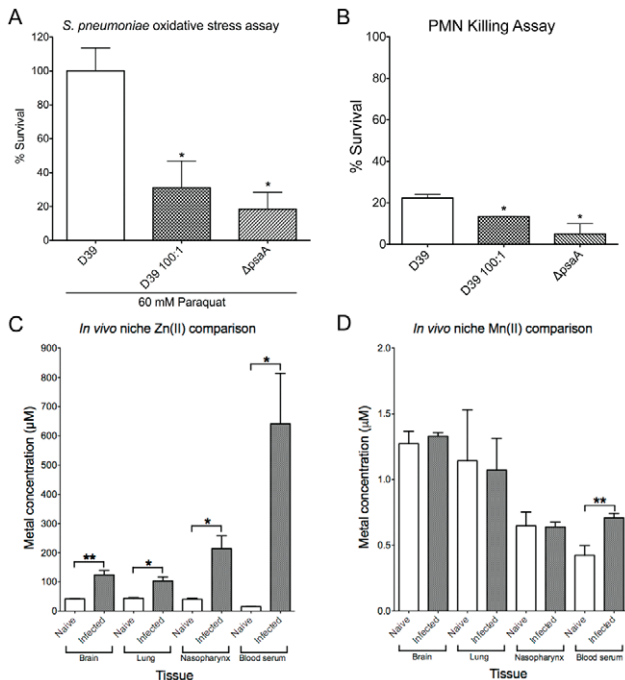 A
S. pneumoniae oxidative stress assay
% Survival
120
100
80
60
40
20
0
*
*
D39
D39 100:1
ΔpsaA
60 mM Paraquat
B
PMN Killing Assay
% Survival
100
80
60
40
20
0
*
*
D39
D39 100:1
ΔpsaA
C
In vivo niche Zn(II) comparison
Metal concentration (µM)
900
800
700
600
500
400
300
200
100
0
**
*
*
*
Naive Infected Naive Infected Naive Infected Naive Infected
Brain Lung Nasopharynx Blood serum
Tissue
D
In vivo niche Mn(II) comparison
Metal concentration (µM)
2.0
1.5
1.0
0.5
0.0
**
Naive Infected Naive Infected Naive Infected Naive Infected
Brain Lung Nasopharynx Blood serum
Tissue